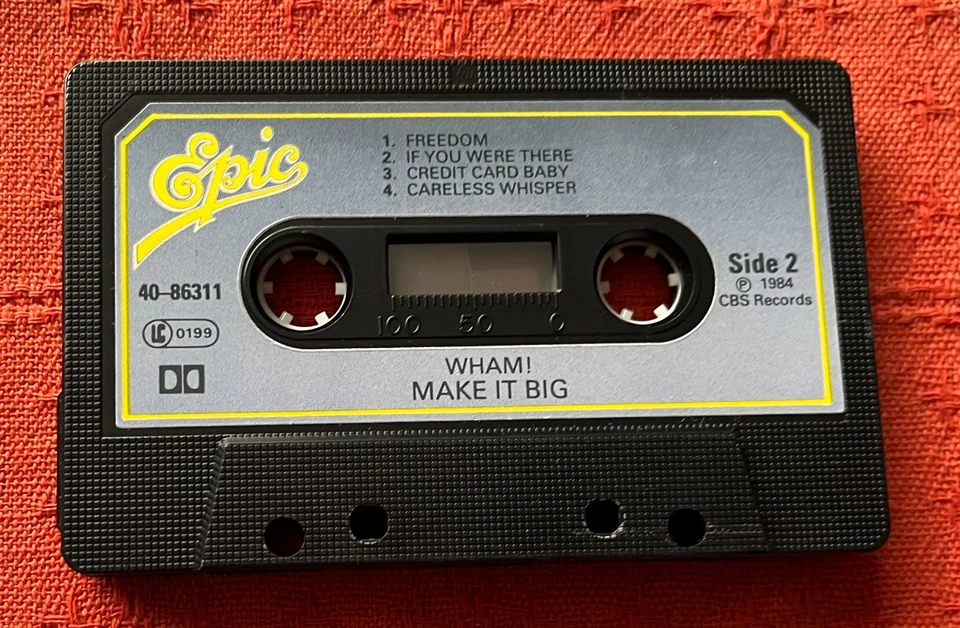 Epic
1. FREEDOM
2. IF YOU WERE THERE
3. CREDIT CARD BABY
4. CARELESS WHISPER
40–86311
LC 0199
Side 2
℗ 1984
CBS Records
100 50 0
WHAM!
MAKE IT BIG